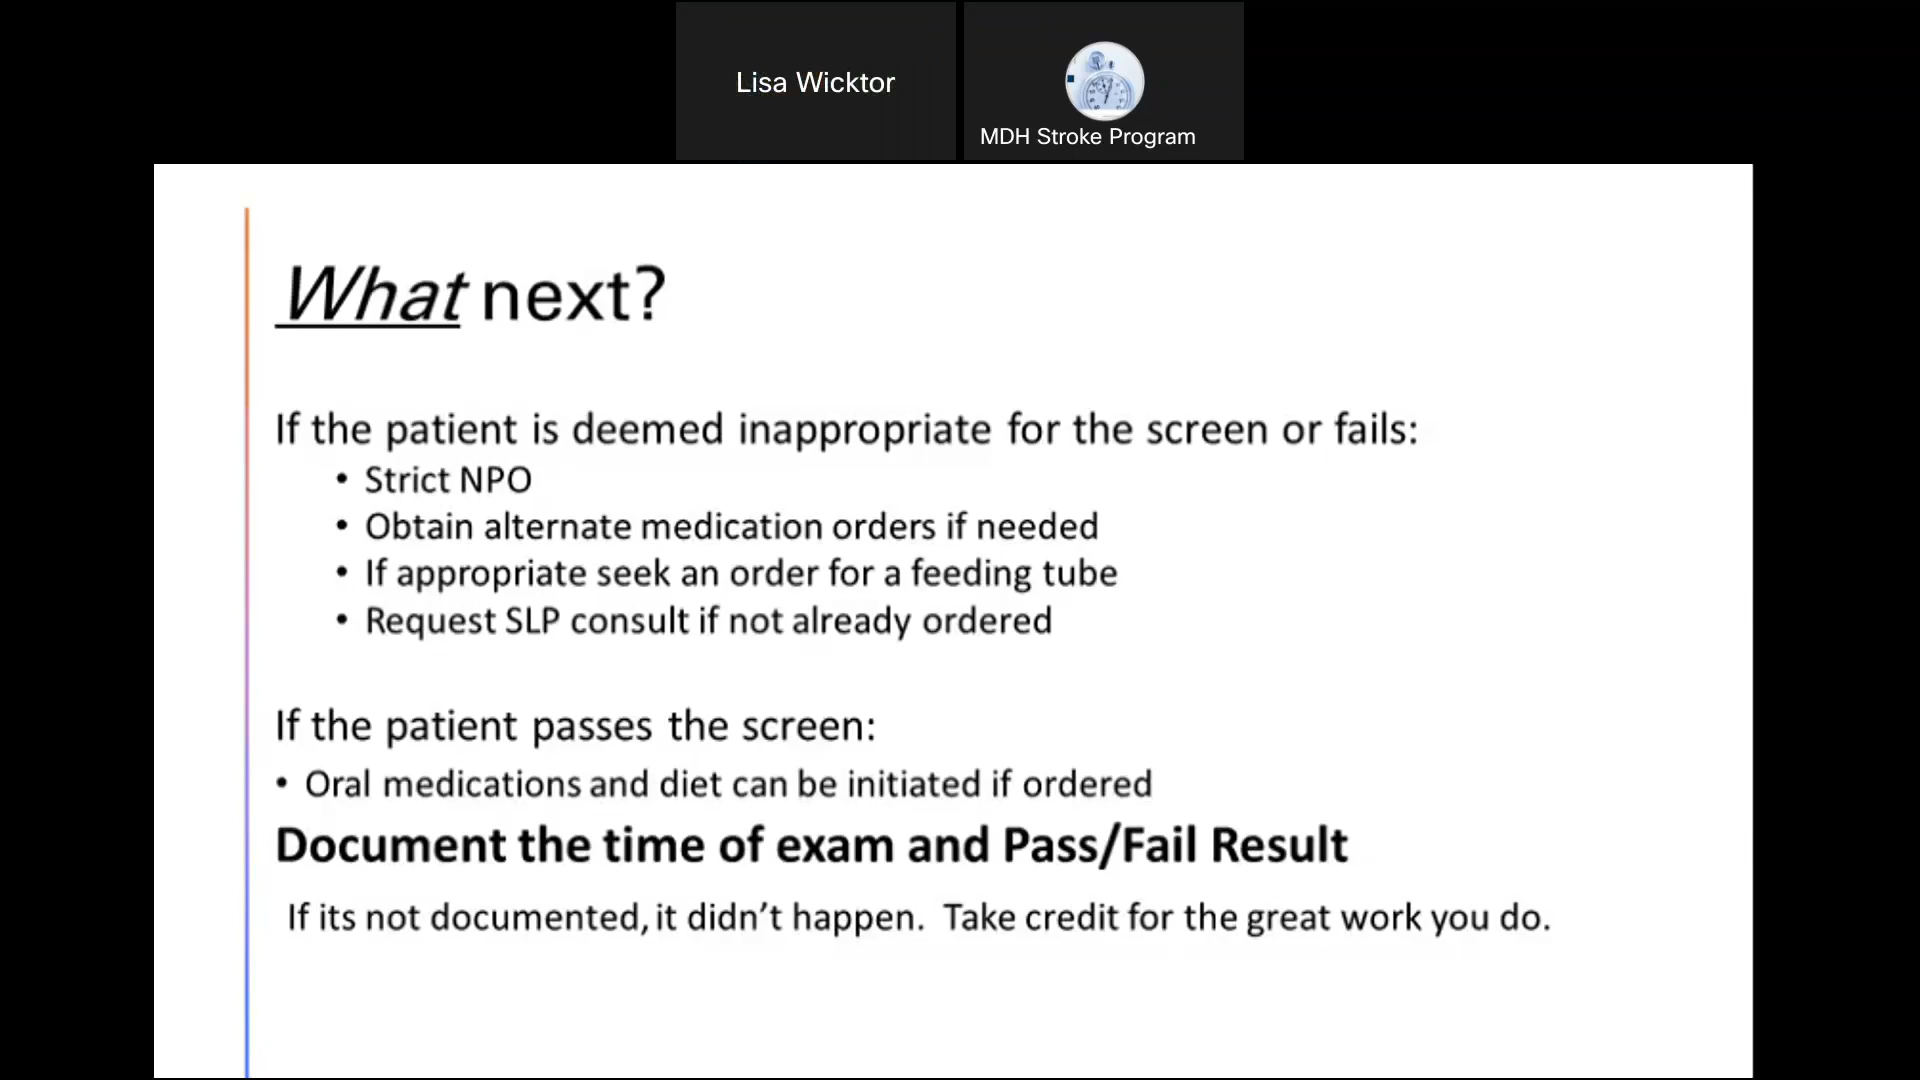 Lisa Wicktor
MDH Stroke Program
What next?
If the patient is deemed inappropriate for the screen or fails:
• Strict NPO
• Obtain alternate medication orders if needed
• If appropriate seek an order for a feeding tube
• Request SLP consult if not already ordered
If the patient passes the screen:
• Oral medications and diet can be initiated if ordered
Document the time of exam and Pass/Fail Result
If its not documented, it didn’t happen.  Take credit for the great work you do.